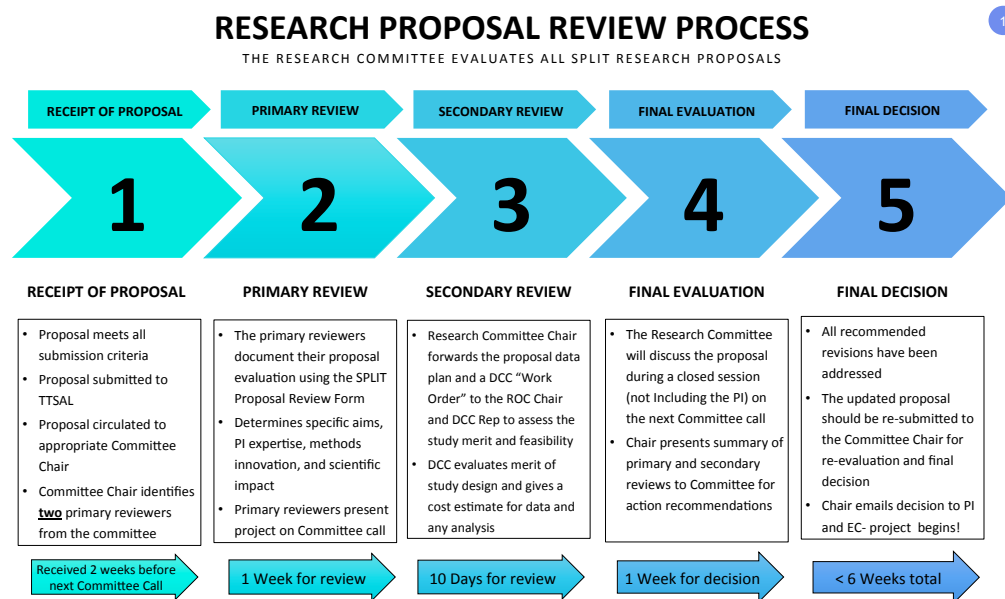 RESEARCH PROPOSAL REVIEW PROCESS
1
THE RESEARCH COMMITTEE EVALUATES ALL SPLIT RESEARCH PROPOSALS
RECEIPT OF PROPOSAL
PRIMARY REVIEW
SECONDARY REVIEW
FINAL EVALUATION
FINAL DECISION
1
2
3
4
5
RECEIPT OF PROPOSAL
• Proposal meets all
submission criteria
• Proposal submitted to
TTSAL
• Proposal circulated to
appropriate Committee
Chair
• Committee Chair identifies
two primary reviewers
from the committee
Received 2 weeks before
next Committee Call
PRIMARY REVIEW
• The primary reviewers
document their proposal
evaluation using the SPLIT
Proposal Review Form
• Determines specific aims,
PI expertise, methods
innovation, and scientific
impact
• Primary reviewers present
project on Committee call
1 Week for review
SECONDARY REVIEW
• Research Committee Chair
forwards the proposal data
plan and a DCC “Work
Order” to the ROC Chair
and DCC Rep to assess the
study merit and feasibility
• DCC evaluates merit of
study design and gives a
cost estimate for data and
any analysis
10 Days for review
FINAL EVALUATION
• The Research Committee
will discuss the proposal
during a closed session
(not Including the PI) on
the next Committee call
• Chair presents summary of
primary and secondary
reviews to Committee for
action recommendations
1 Week for decision
FINAL DECISION
• All recommended
revisions have been
addressed
• The updated proposal
should be re-submitted to
the Committee Chair for
re-evaluation and final
decision
• Chair emails decision to PI
and EC- project begins!
< 6 Weeks total